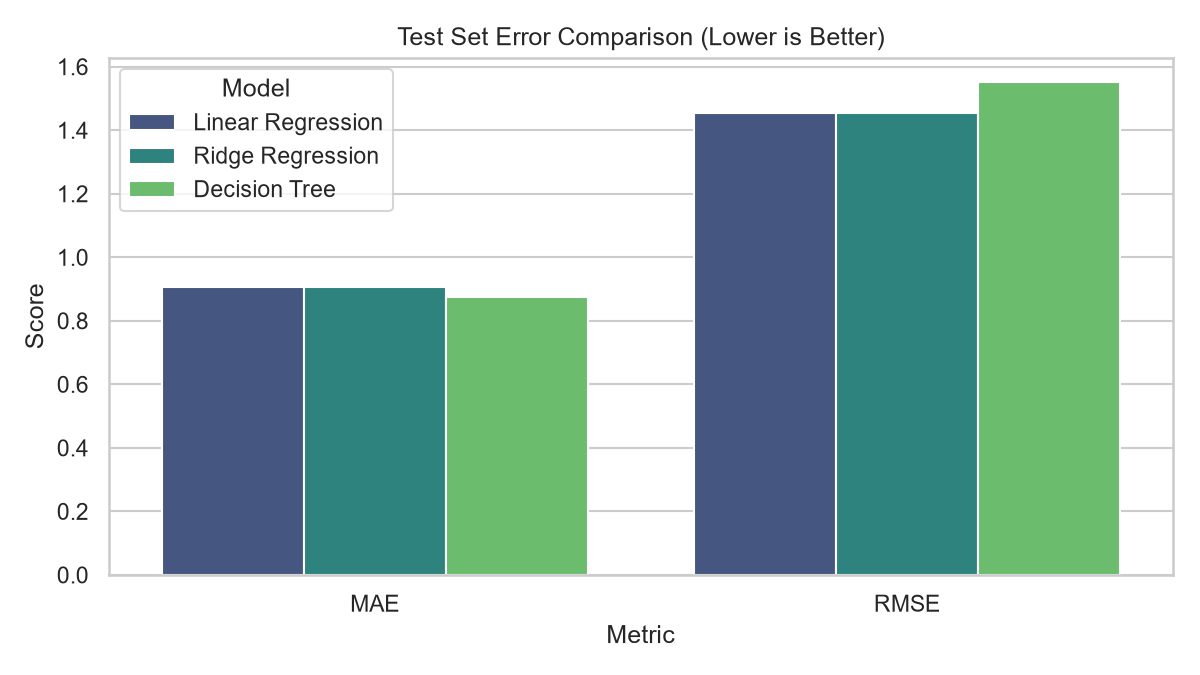 Test Set Error Comparison (Lower is Better)
Model
Linear Regression
Ridge Regression
Decision Tree
Score
1.6
1.4
1.2
1.0
0.8
0.6
0.4
0.2
0.0
MAE
RMSE
Metric